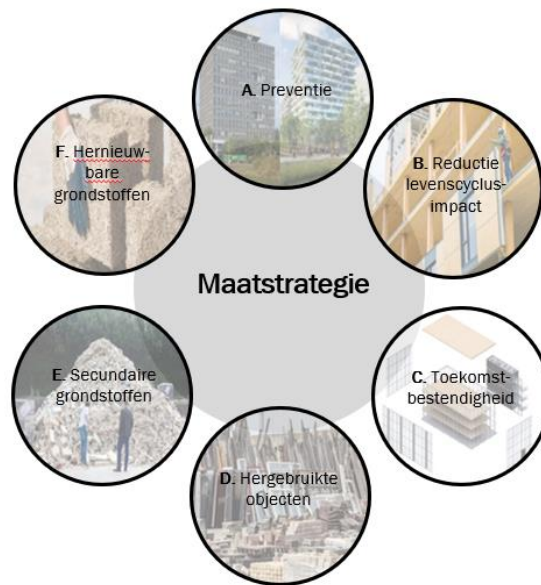 A. Preventie
F. Hernieuw-
bare
grondstoffen
B. Reductie
levenscyclus-
impact
Maatstrategie
E. Secundaire
grondstoffen
C. Toekomst-
bestendigheid
D. Hergebruikte
objecten